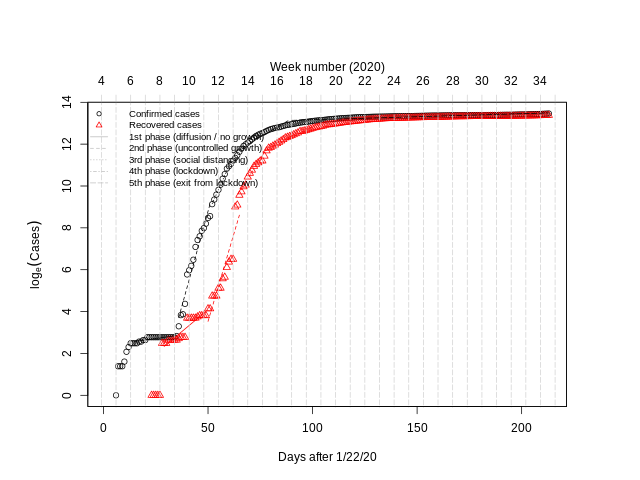 Week number (2020)
4 6 8 10 12 14 16 18 20 22 24 26 28 30 32 34
Confirmed cases
Recovered cases
1st phase (diffusion / no growth)
2nd phase (uncontrolled growth)
3rd phase (social distancing)
4th phase (lockdown)
5th phase (exit from lockdown)
14
12
10
8
6
4
2
0
logₑ(Cases)
0 50 100 150 200
Days after 1/22/20